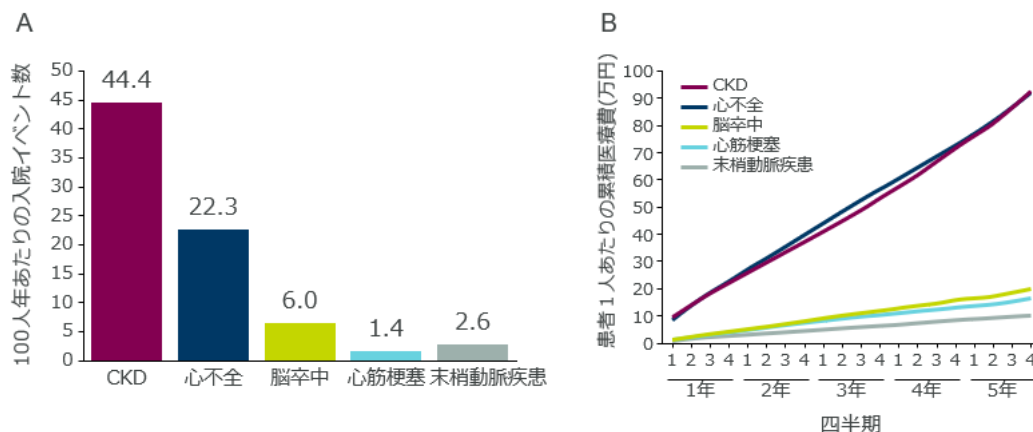 A
100人年あたりの入院イベント数
50
45
40
35
30
25
20
15
10
5
0
44.4
22.3
6.0
1.4
2.6
CKD 心不全 脳卒中 心筋梗塞 末梢動脈疾患
B
患者1人あたりの累積医療費(万円)
100
90
80
70
60
50
40
30
20
10
0
CKD
心不全
脳卒中
心筋梗塞
末梢動脈疾患
1 2 3 4 1 2 3 4 1 2 3 4 1 2 3 4 1 2 3 4
1年 2年 3年 4年 5年
四半期